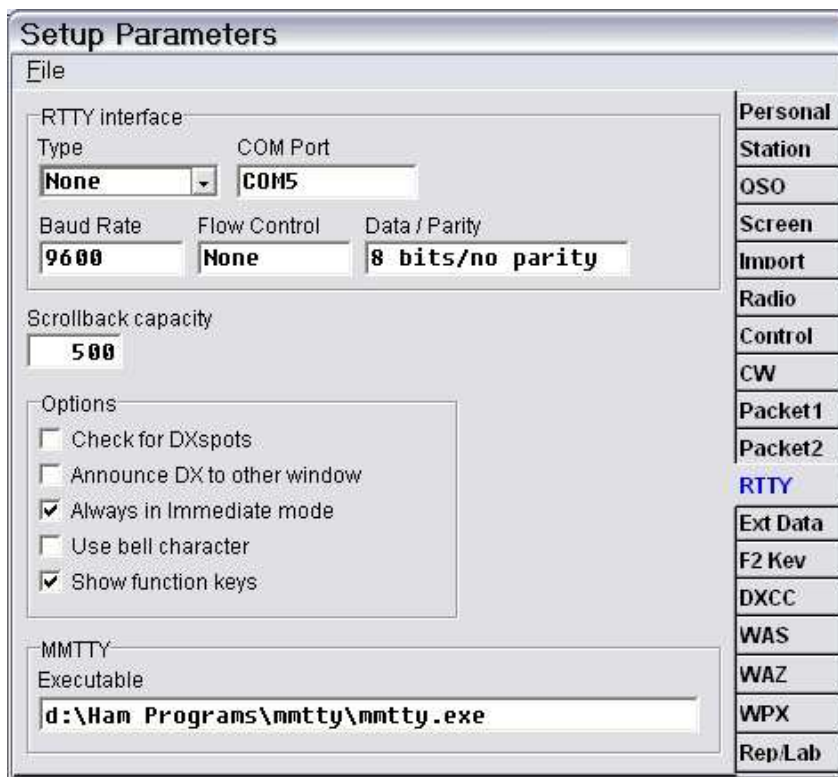 Setup Parameters
File
RTTY interface
Type
COM Port
None
COM5
Baud Rate
Flow Control
Data / Parity
9600
None
8 bits/no parity
Scrollback capacity
500
Options
Check for DXspots
Announce DX to other window
Always in Immediate mode
Use bell character
Show function keys
MMTTY
Executable
d:\Ham Programs\mmtty\mmtty.exe
Personal
Station
QSO
Screen
Import
Radio
Control
CW
Packet1
Packet2
RTTY
Ext Data
F2 Key
DXCC
WAS
WAZ
WPX
Rep/Lab